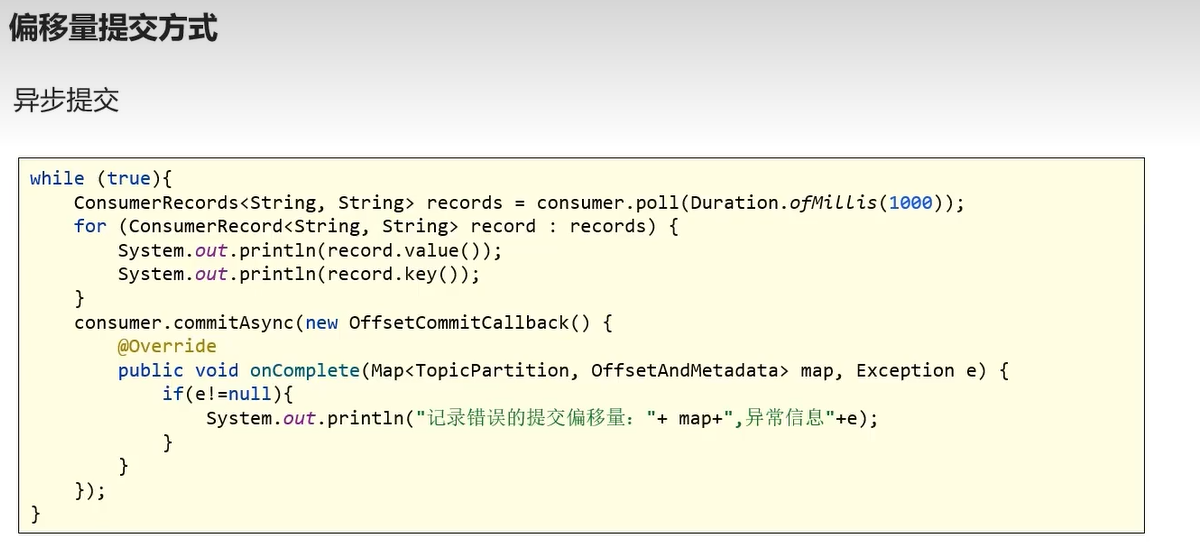 偏移量提交方式
异步提交
while (true){
    ConsumerRecords<String, String> records = consumer.poll(Duration.ofMillis(1000));
    for (ConsumerRecord<String, String> record : records) {
        System.out.println(record.value());
        System.out.println(record.key());
    }
    consumer.commitAsync(new OffsetCommitCallback() {
        @Override
        public void onComplete(Map<TopicPartition, OffsetAndMetadata> map, Exception e) {
            if(e!=null){
                System.out.println("记录错误的提交偏移量："+ map+",异常信息"+e);
            }
        }
    });
}